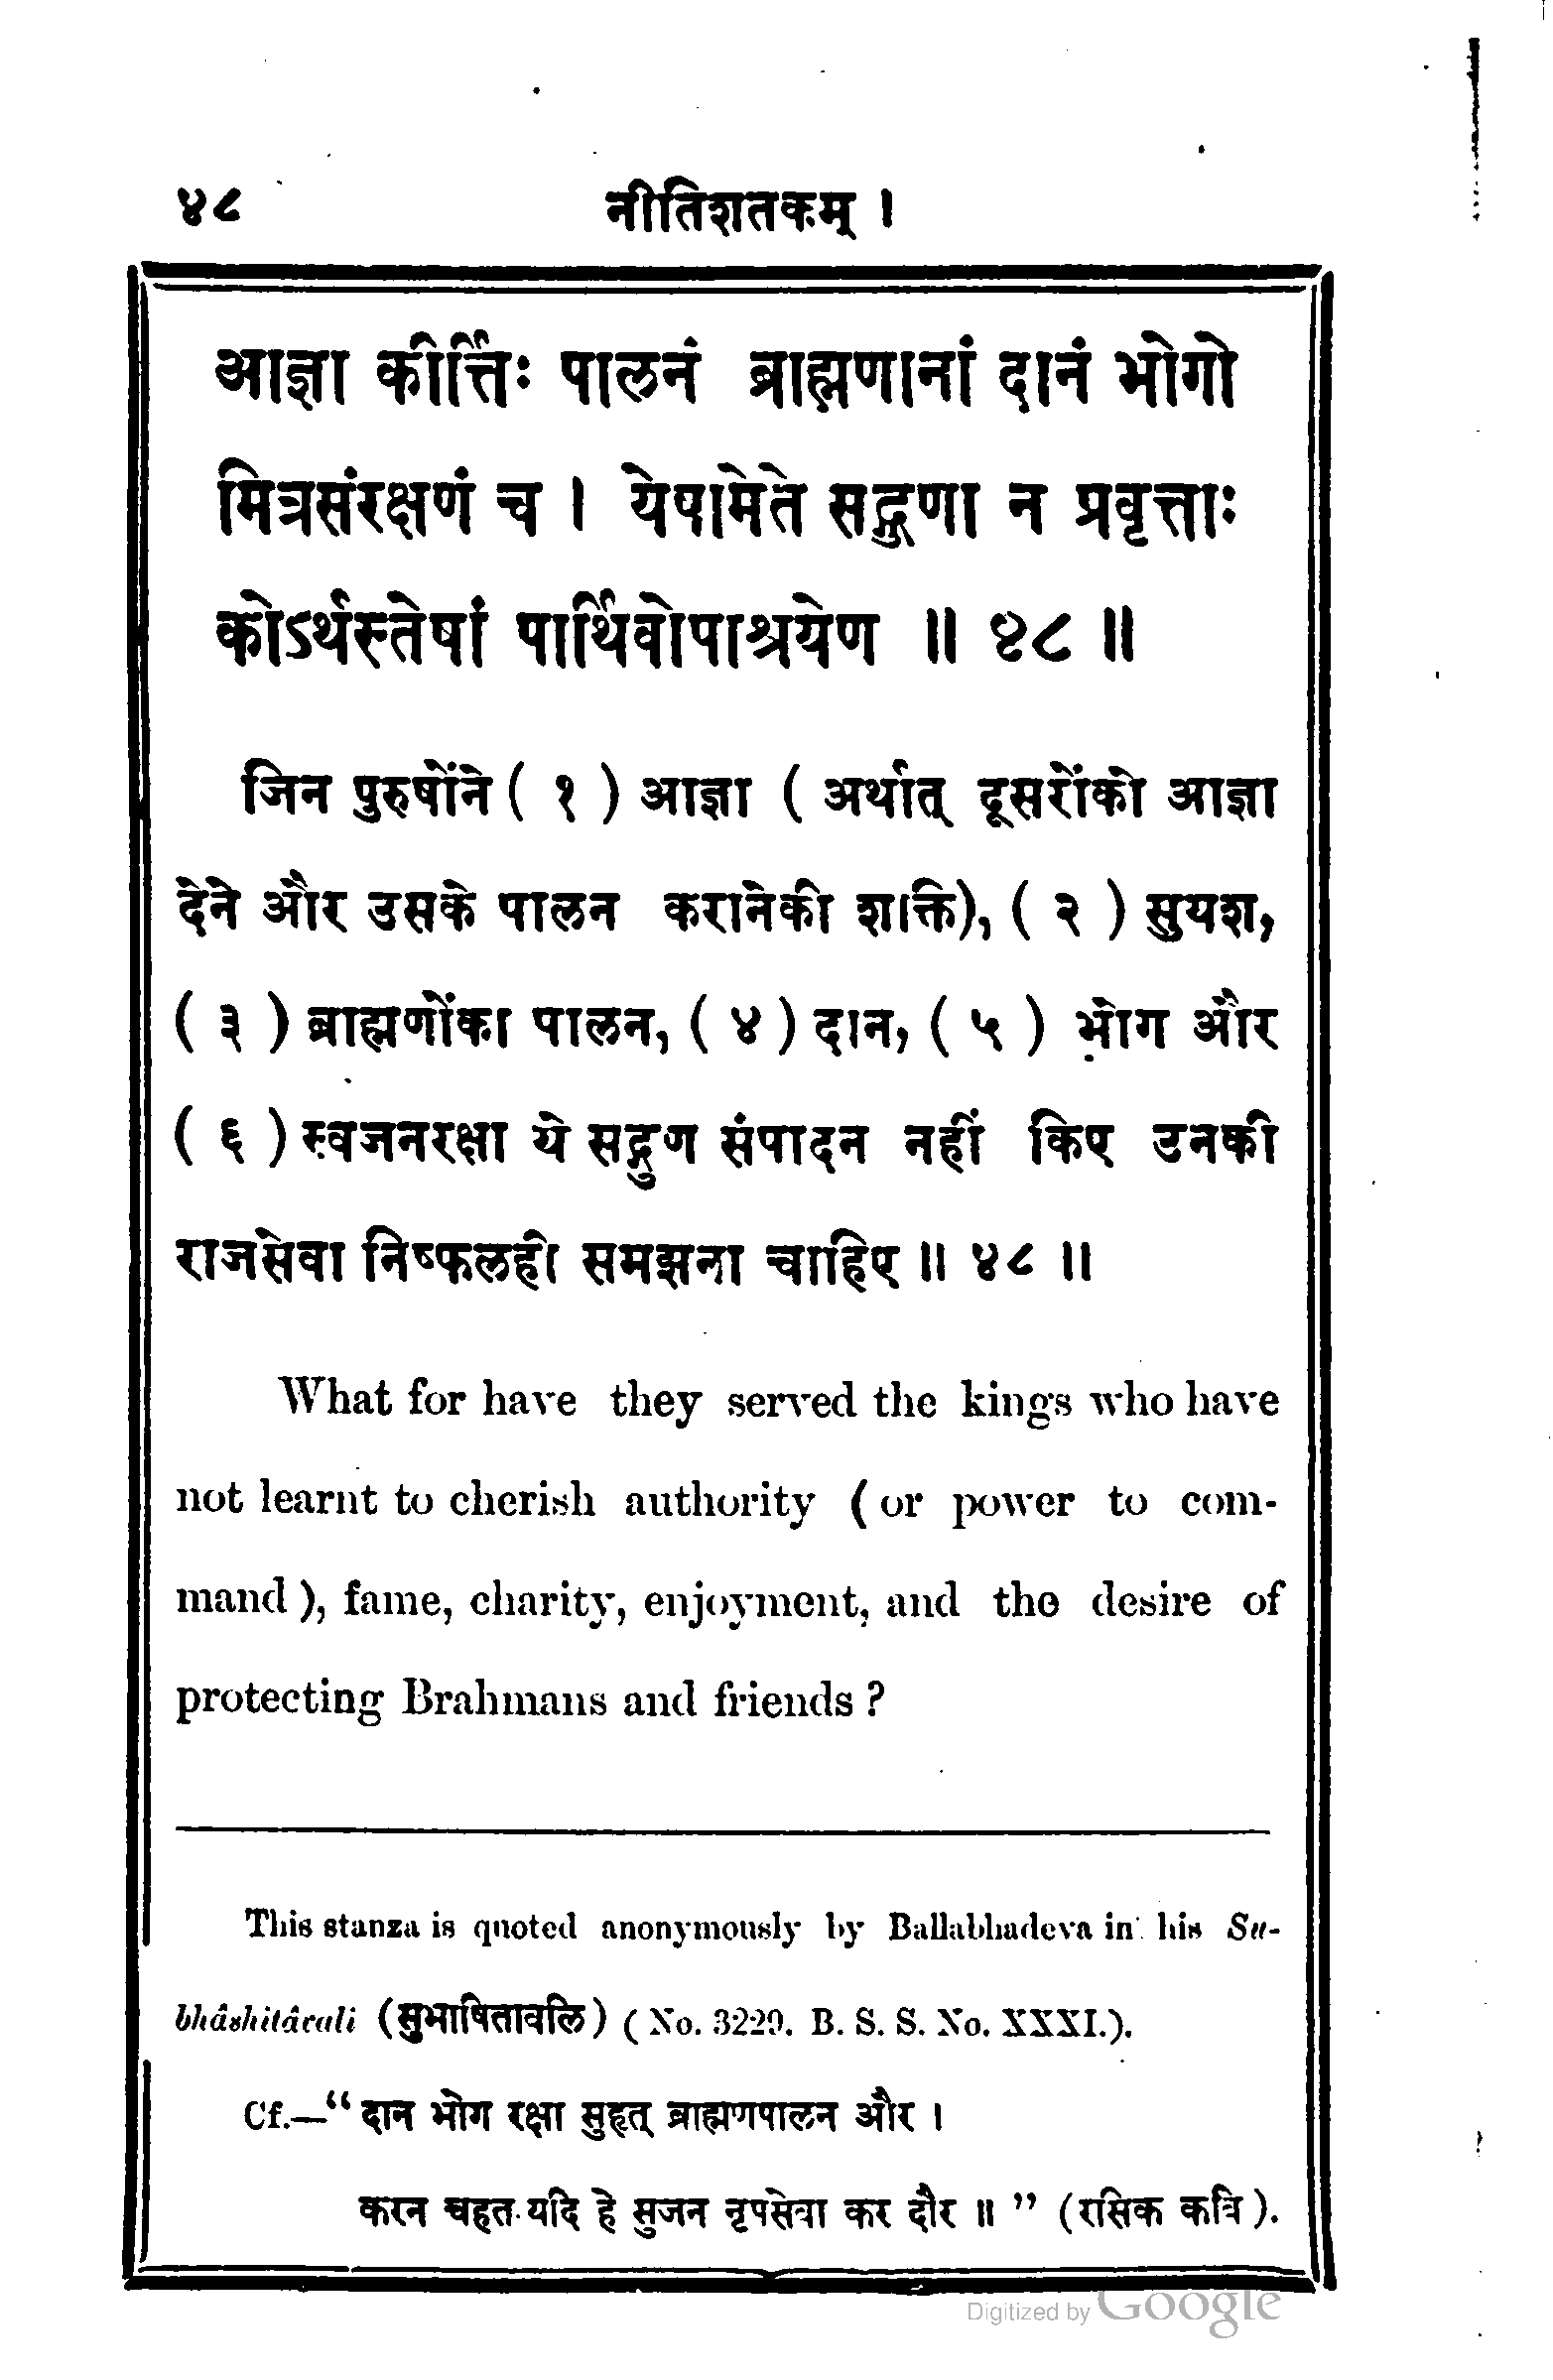 ४८ नीतिशतकम् ।
आज्ञा कीर्त्तिः पालनं ब्राह्मणानां दानं भोगो
मित्रसंरक्षणं च । येषामेते सद्गुणा न प्रवृत्ताः
कोऽर्थस्तेषां पार्थिवोपाश्रयेण ॥ ४८ ॥
जिन पुरुषोंने ( १ ) आज्ञा ( अर्थात् दूसरोंको आज्ञा
देने और उसके पालन करानेकी शक्ति), ( २ ) सुयश,
( ३ ) ब्राह्मणोंका पालन, ( ४ ) दान, ( ५ ) भोग और
( ६ ) स्वजनरक्षा ये सद्गुण संपादन नहीं किए उनकी
राजसेवा निष्फलही समझना चाहिए ॥ ४८ ॥
What for have they served the kings who have
not learnt to cherish authority ( or power to com-
mand ), fame, charity, enjoyment, and the desire of
protecting Brahmans and friends ?
This stanza is quoted anonymously by Ballabhadeva in his Su-
bhâshitâvali (सुभाषितावलि) ( No. 3229. B. S. S. No. XXXI.).
Cf.—“ दान भोग रक्षा सुहृत् ब्राह्मणपालन और ।
करन चहत यदि हे सुजन नृपसेवा कर दौर ॥ ” (रसिक कवि ).
Digitized by Google